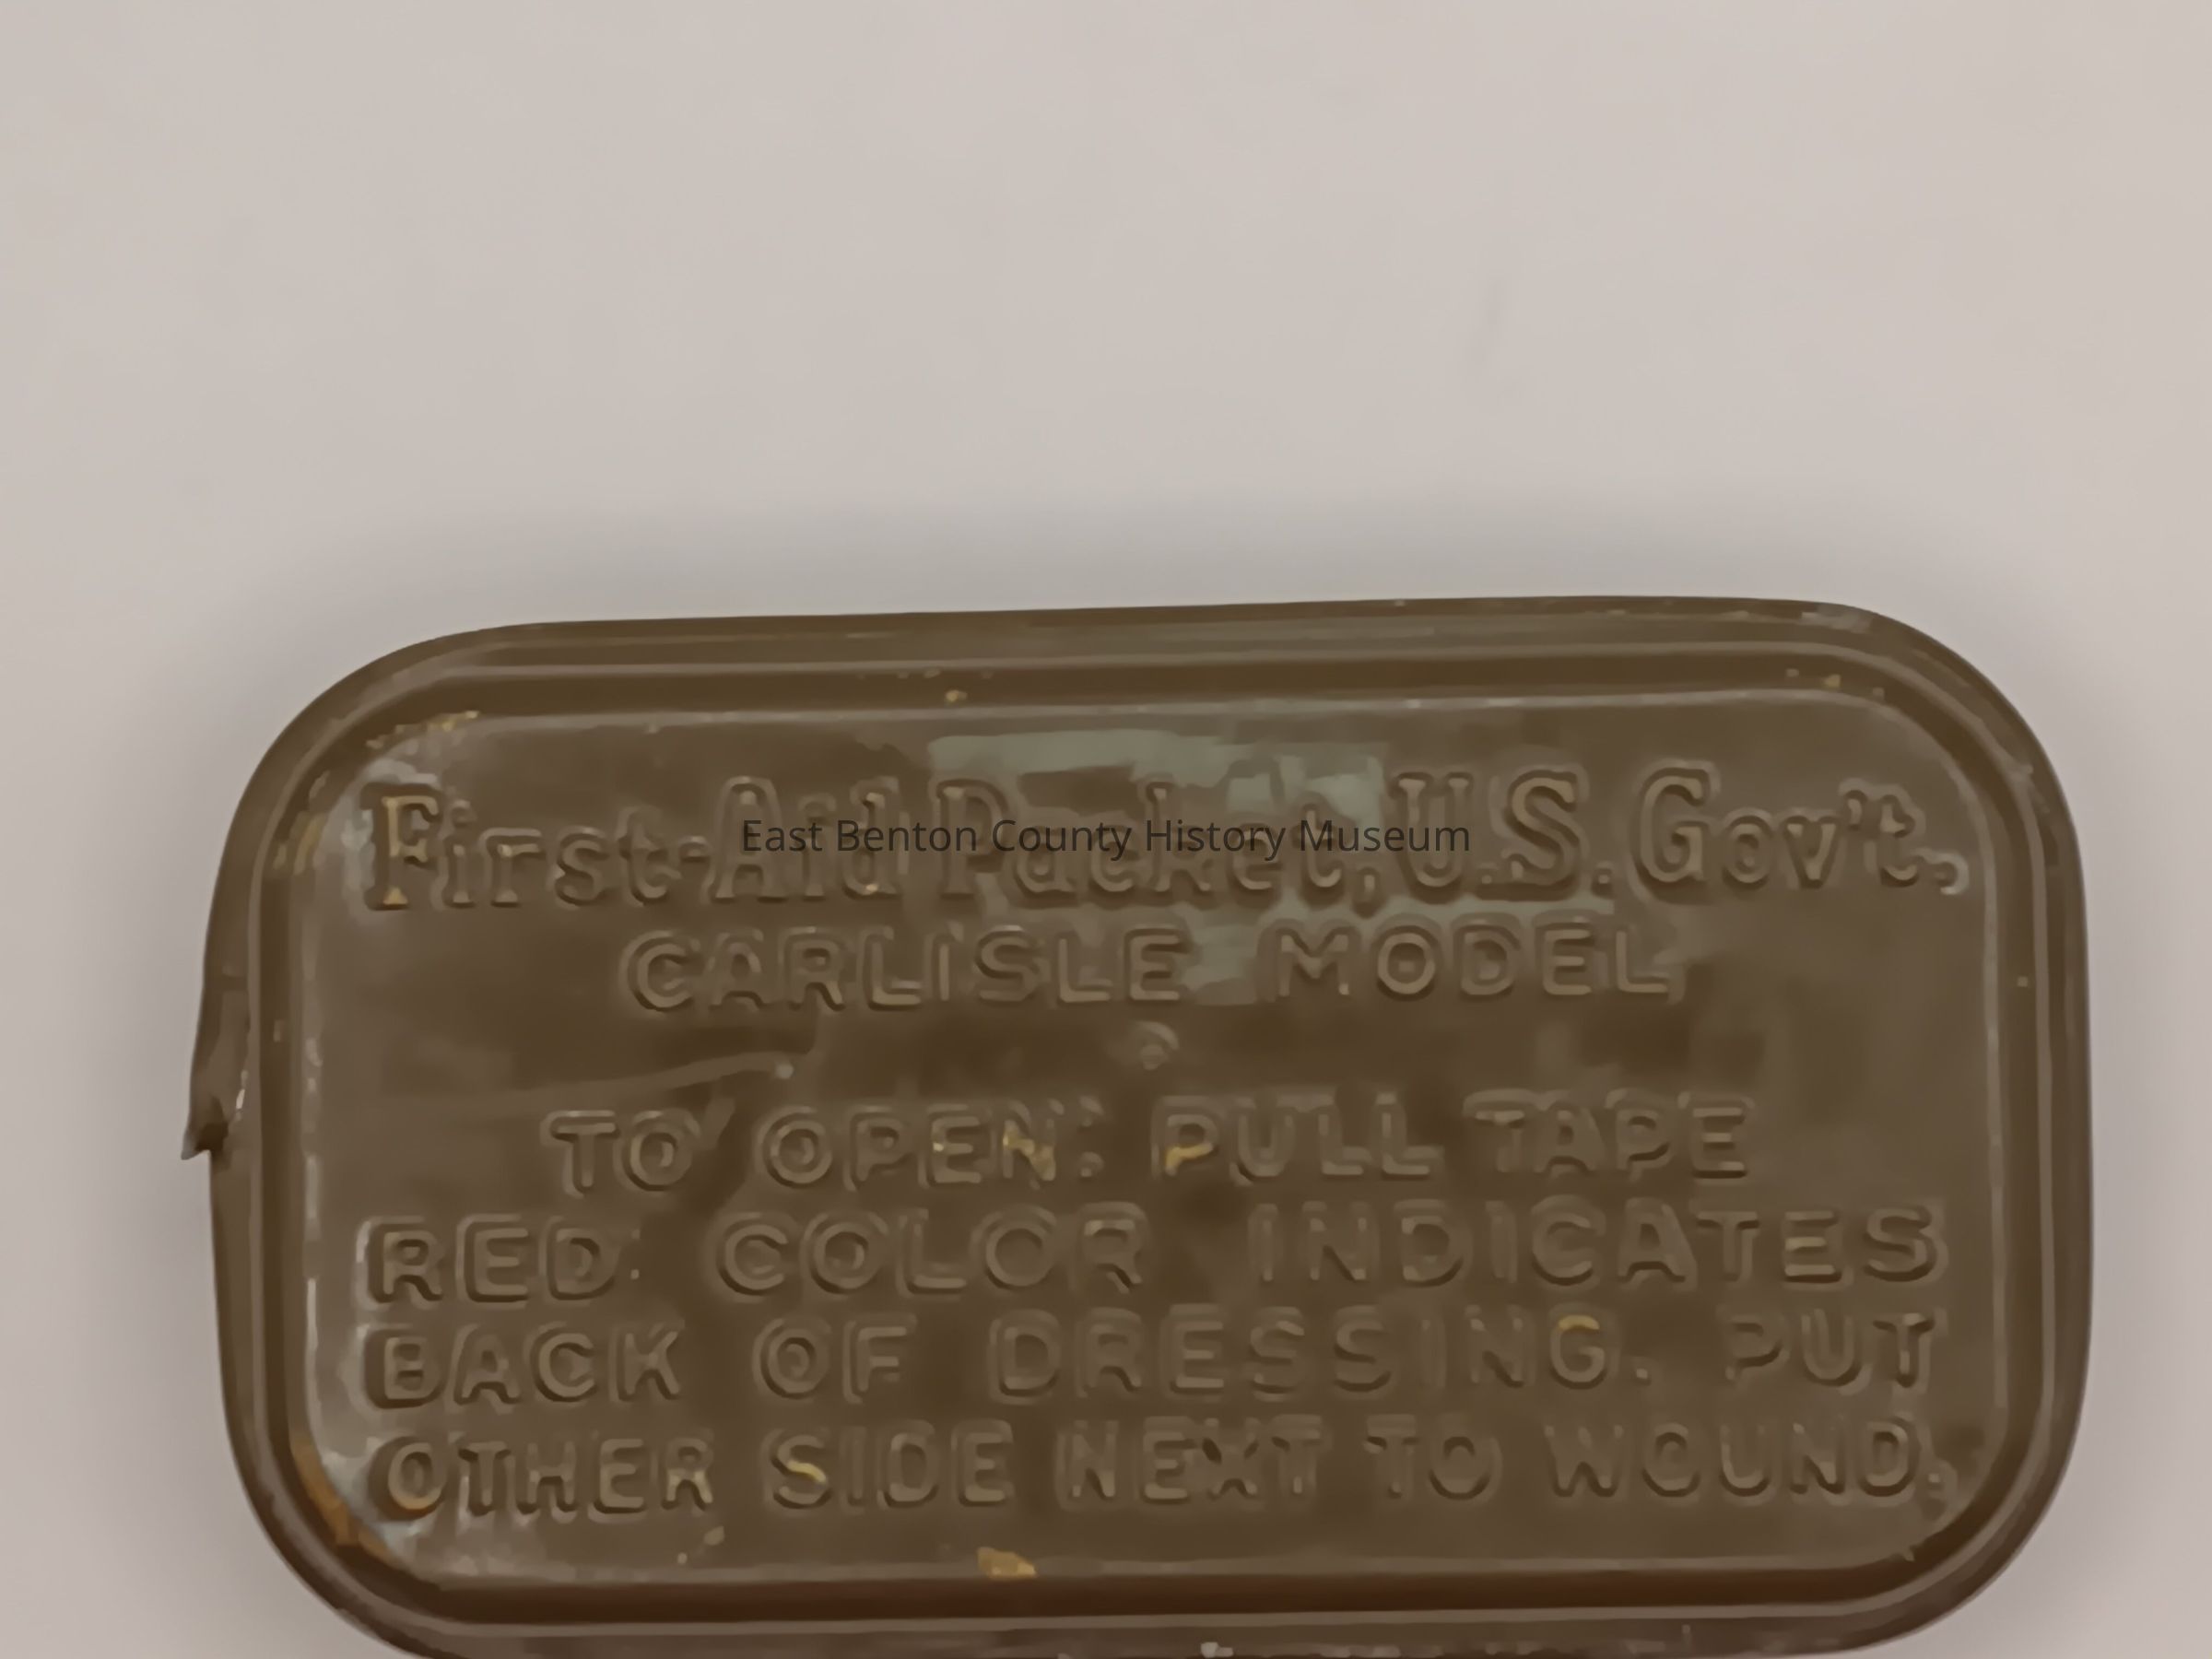 First-Aid Packet, U.S. Gov't.
East Benton County History Museum
CARLISLE MODEL
TO OPEN: PULL TAPE
RED COLOR INDICATES
BACK OF DRESSING. PUT
OTHER SIDE NEXT TO WOUND.